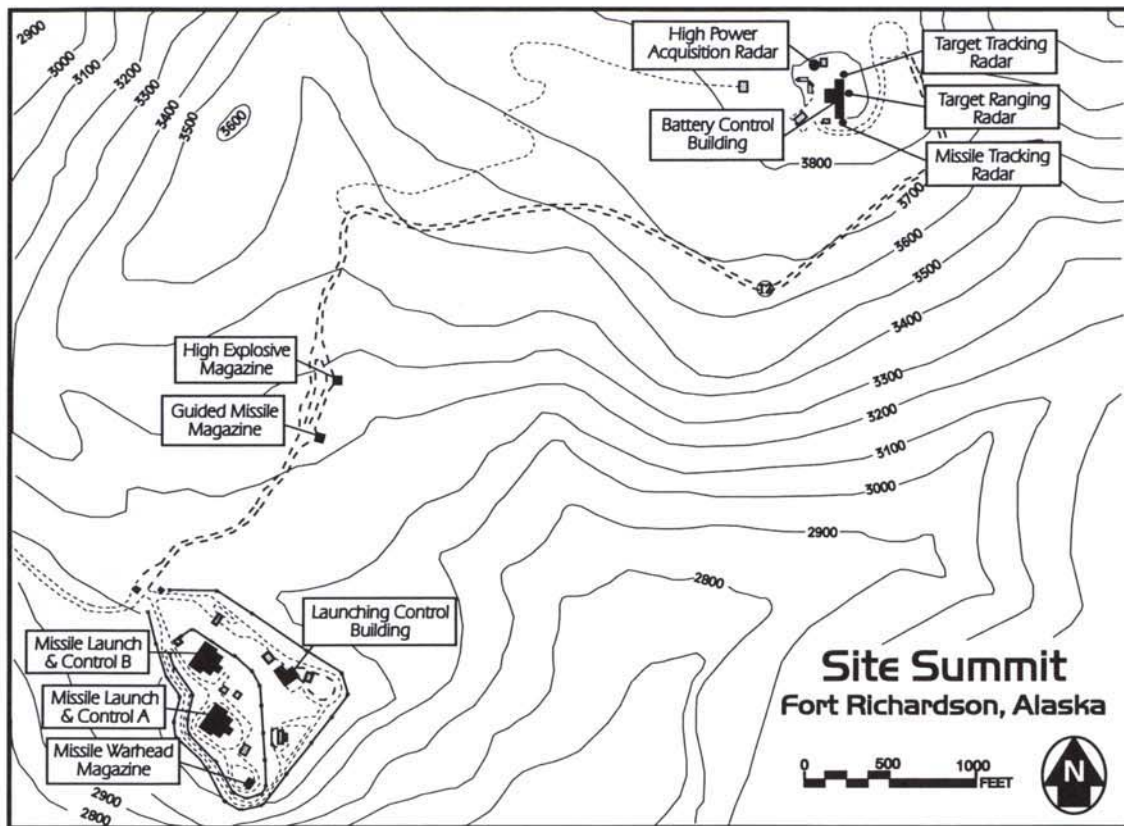 2900
3000
3100
3200
3300
3400
3500
3600
High Power
Acquisition Radar
Target Tracking
Radar
Target Ranging
Radar
Battery Control
Building
Missile Tracking
Radar
3800
3700
3600
3500
3400
3300
3200
3100
3000
2900
2800
High Explosive
Magazine
Guided Missile
Magazine
Launching Control
Building
Missile Launch
& Control B
Missile Launch
& Control A
Missile Warhead
Magazine
2900
2800
Site Summit
Fort Richardson, Alaska
0 500 1000
FEET
N